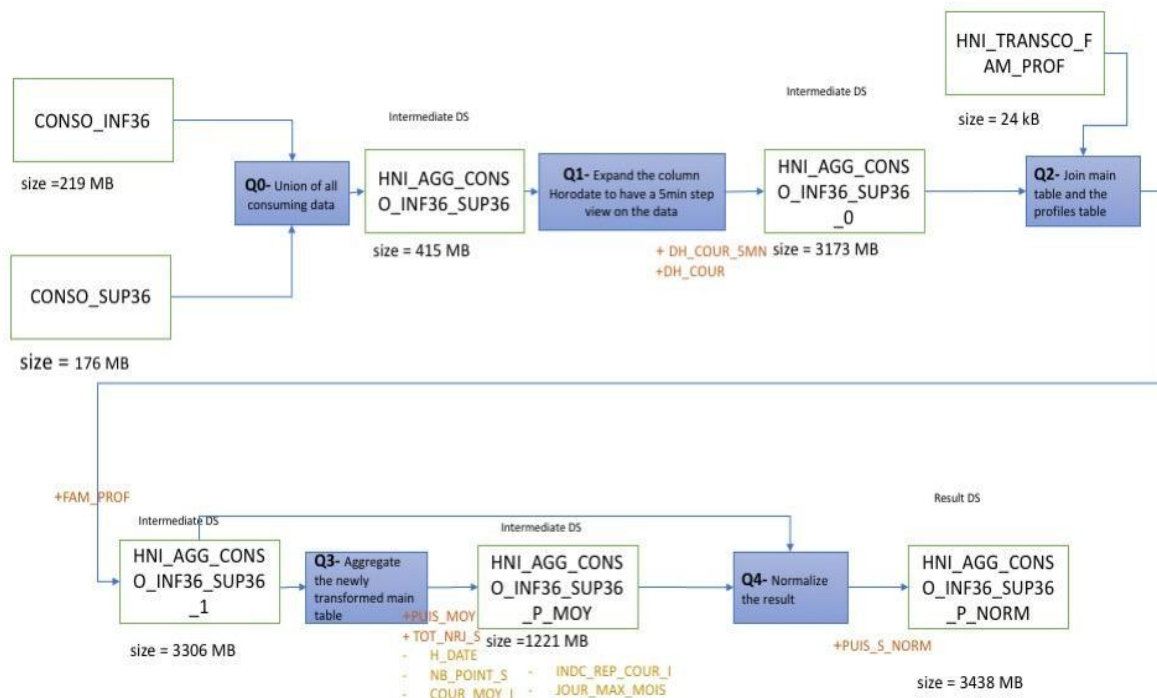 HNI_TRANSCO_F
AM_PROF
size = 24 kB
CONSO_INF36
size =219 MB
CONSO_SUP36
size = 176 MB
Q0- Union of all
consuming data
Intermediate DS
HNI_AGG_CONS
O_INF36_SUP36
size = 415 MB
Q1- Expand the column
Horodate to have a 5min step
view on the data
+ DH_COUR_5MN
+DH_COUR
Intermediate DS
HNI_AGG_CONS
O_INF36_SUP36
_0
size = 3173 MB
Q2- Join main
table and the
profiles table
+FAM_PROF
Intermediate DS
HNI_AGG_CONS
O_INF36_SUP36
_1
size = 3306 MB
Q3- Aggregate
the newly
transformed main
table
+PUIS_MOY
+ TOT_NRJ_S
- H_DATE
- NB_POINT_S
- COUR_MOY_I
- INDC_REP_COUR_I
- JOUR_MAX_MOIS
Intermediate DS
HNI_AGG_CONS
O_INF36_SUP36
_P_MOY
size =1221 MB
Q4- Normalize
the result
+PUIS_S_NORM
Result DS
HNI_AGG_CONS
O_INF36_SUP36
_P_NORM
size = 3438 MB